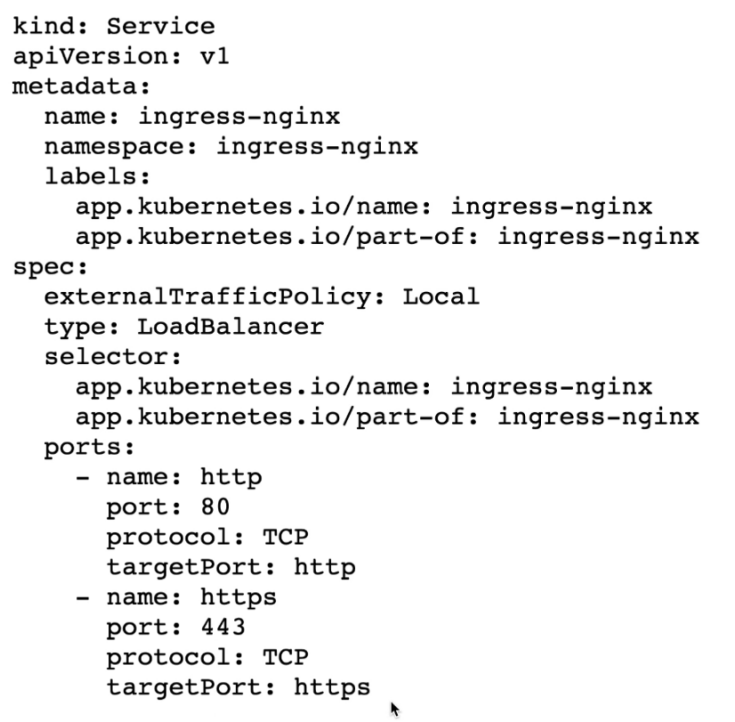 kind: Service
apiVersion: v1
metadata:
  name: ingress-nginx
  namespace: ingress-nginx
  labels:
    app.kubernetes.io/name: ingress-nginx
    app.kubernetes.io/part-of: ingress-nginx
spec:
  externalTrafficPolicy: Local
  type: LoadBalancer
  selector:
    app.kubernetes.io/name: ingress-nginx
    app.kubernetes.io/part-of: ingress-nginx
  ports:
    - name: http
      port: 80
      protocol: TCP
      targetPort: http
    - name: https
      port: 443
      protocol: TCP
      targetPort: https